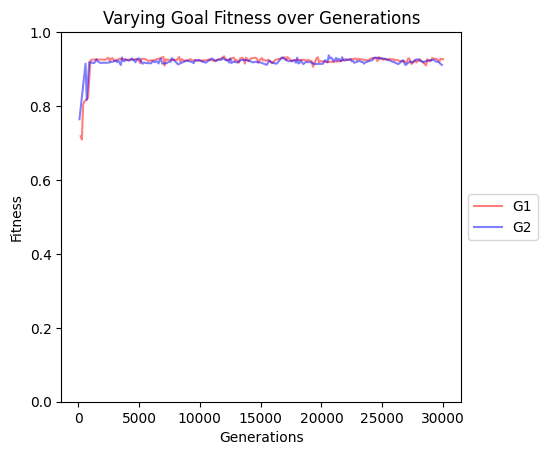 Varying Goal Fitness over Generations
1.0
0.8
0.6
0.4
0.2
0.0
Fitness
0 5000 10000 15000 20000 25000 30000
Generations
G1
G2